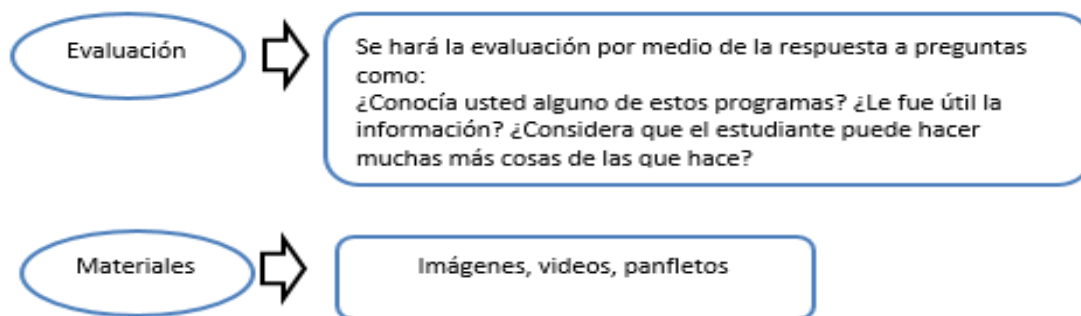 Evaluación
Se hará la evaluación por medio de la respuesta a preguntas
como:
¿Conocía usted alguno de estos programas? ¿Le fue útil la
información? ¿Considera que el estudiante puede hacer
muchas más cosas de las que hace?
Materiales
Imágenes, videos, panfletos